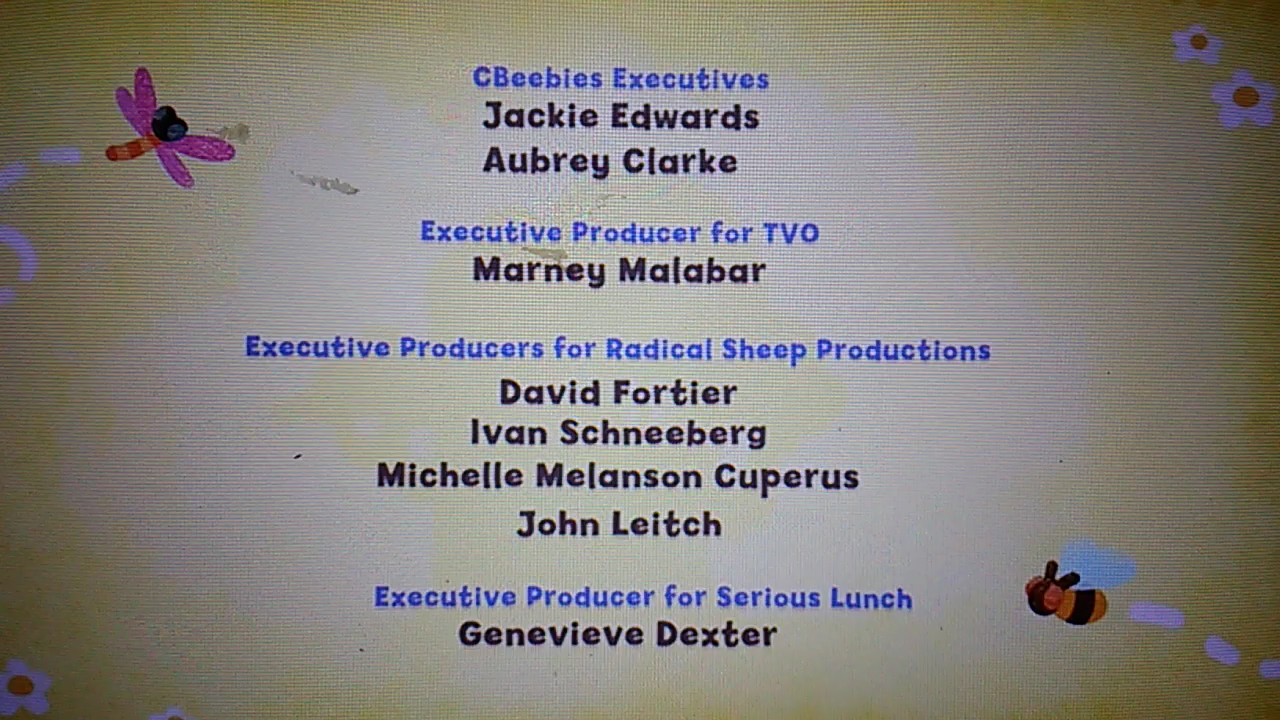 CBeebies Executives
Jackie Edwards
Aubrey Clarke
Executive Producer for TVO
Marney Malabar
Executive Producers for Radical Sheep Productions
David Fortier
Ivan Schneeberg
Michelle Melanson Cuperus
John Leitch
Executive Producer for Serious Lunch
Genevieve Dexter